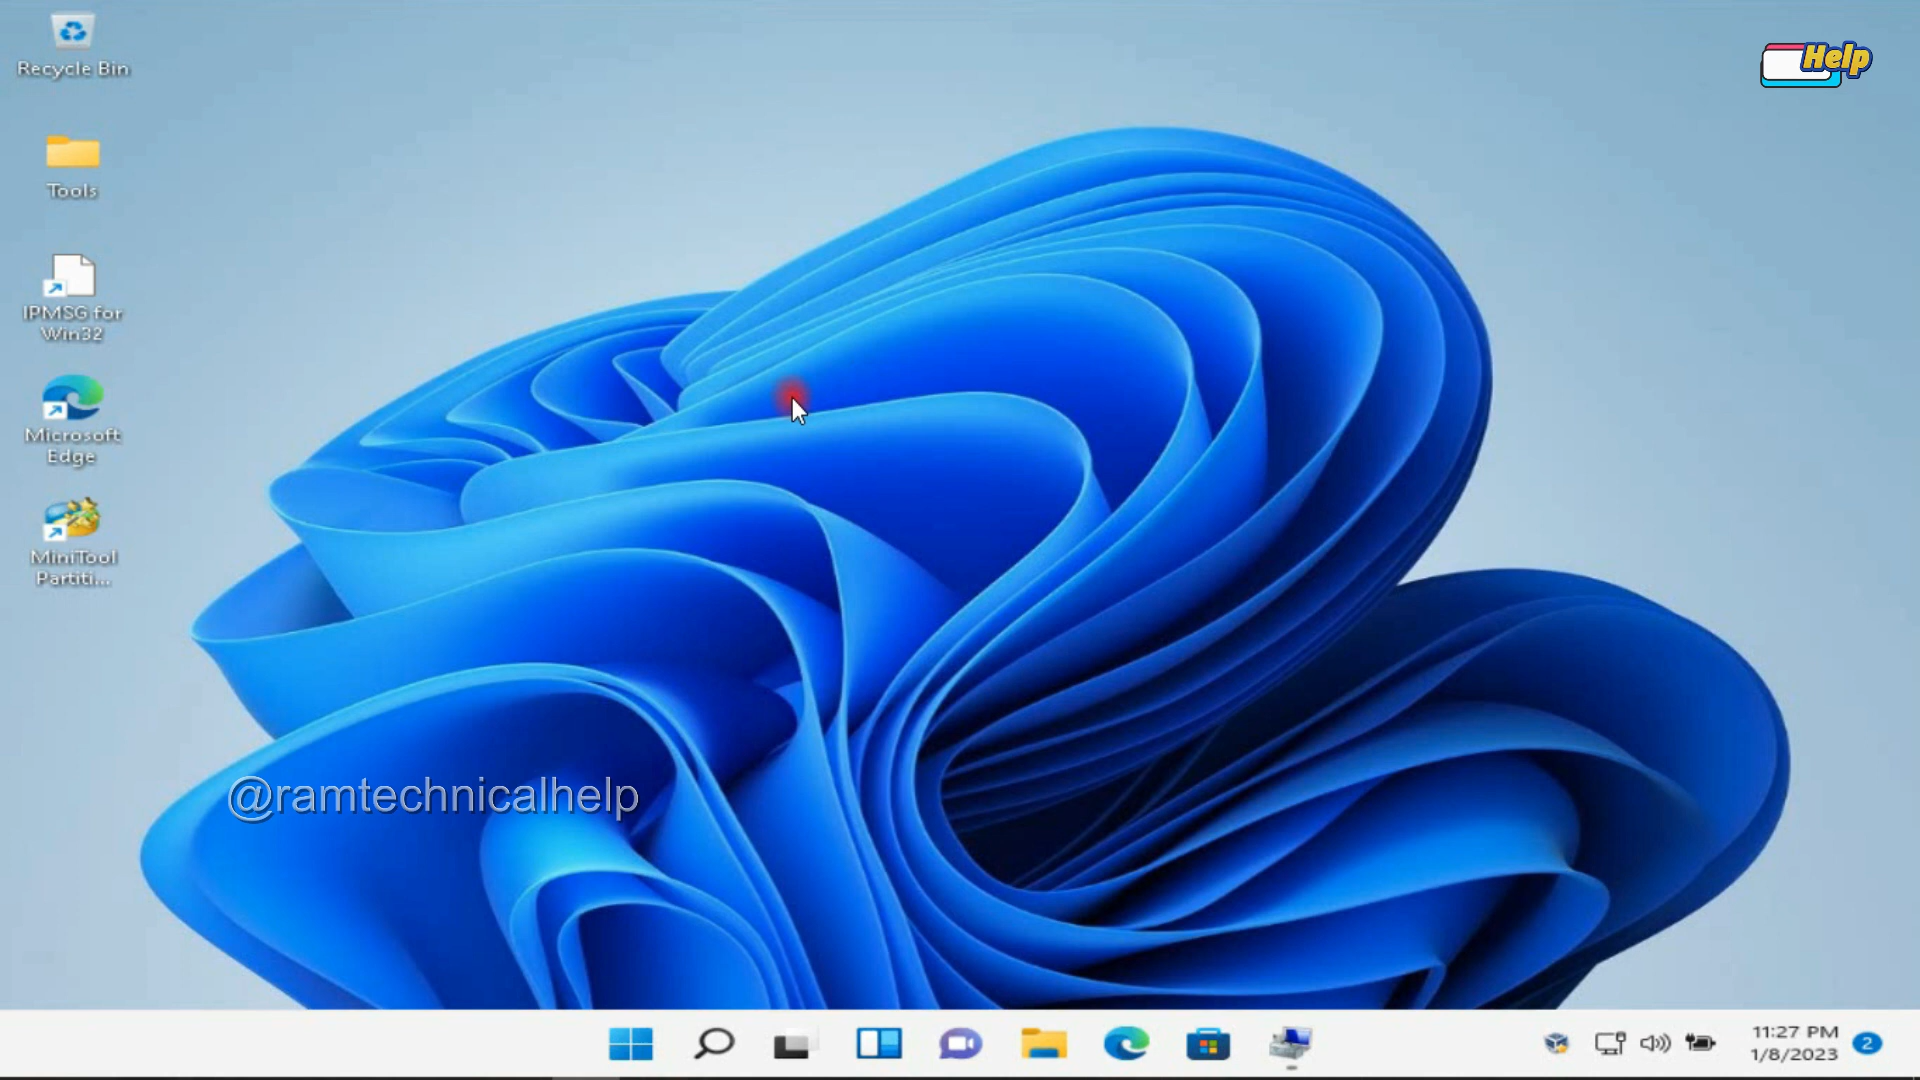 Recycle Bin
Help
Tools
IPMSG for
Win32
Microsoft
Edge
MiniTool
Partiti...
@ramtechnicalhelp
11:27 PM
1/8/2023
2